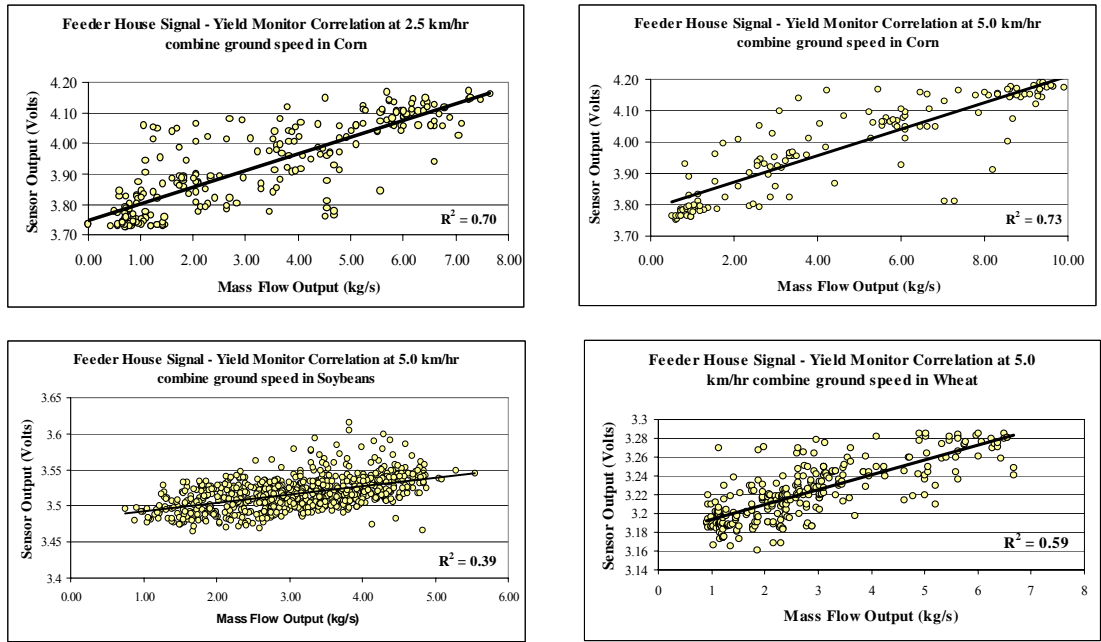 Feeder House Signal - Yield Monitor Correlation at 2.5 km/hr
combine ground speed in Corn
Sensor Output (Volts)
4.20
4.10
4.00
3.90
3.80
3.70
R² = 0.70
0.00 1.00 2.00 3.00 4.00 5.00 6.00 7.00 8.00
Mass Flow Output (kg/s)
Feeder House Signal - Yield Monitor Correlation at 5.0 km/hr
combine ground speed in Corn
Sensor Output (Volts)
4.20
4.10
4.00
3.90
3.80
3.70
R² = 0.73
0.00 2.00 4.00 6.00 8.00 10.00
Mass Flow Output (kg/s)
Feeder House Signal - Yield Monitor Correlation at 5.0 km/hr
combine ground speed in Soybeans
Sensor Output (Volts)
3.65
3.6
3.55
3.5
3.45
3.4
R² = 0.39
0.00 1.00 2.00 3.00 4.00 5.00 6.00
Mass Flow Output (kg/s)
Feeder House Signal - Yield Monitor Correlation at 5.0
km/hr combine ground speed in Wheat
Sensor Output (Volts)
3.3
3.28
3.26
3.24
3.22
3.2
3.18
3.16
3.14
R² = 0.59
0 1 2 3 4 5 6 7 8
Mass Flow Output (kg/s)